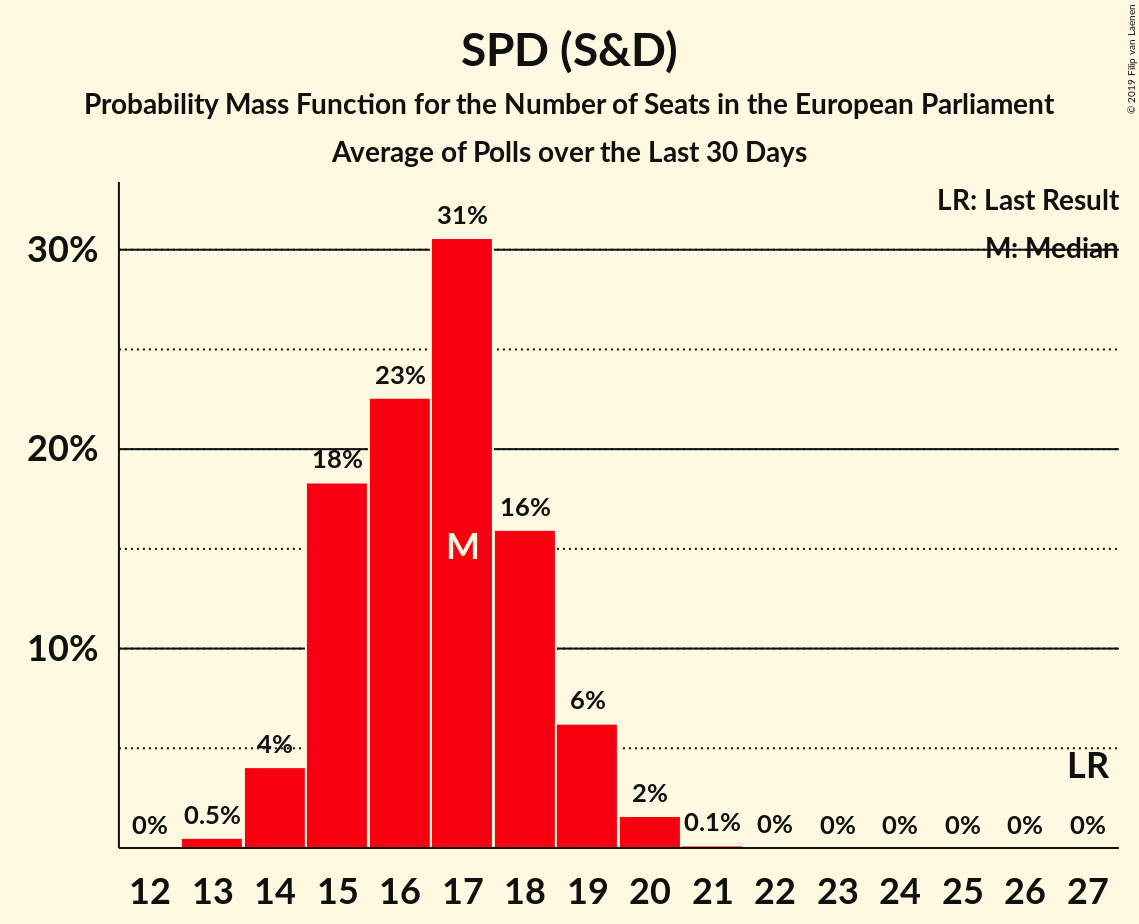 SPD (S&D)
Probability Mass Function for the Number of Seats in the European Parliament
Average of Polls over the Last 30 Days
© 2019 Filip van Laenen
LR: Last Result
M: Median
31%
30%
23%
20%
18%
16%
M
10%
6%
4%
LR
2%
0% 0.5% 0.1% 0% 0% 0% 0% 0% 0%
12 13 14 15 16 17 18 19 20 21 22 23 24 25 26 27